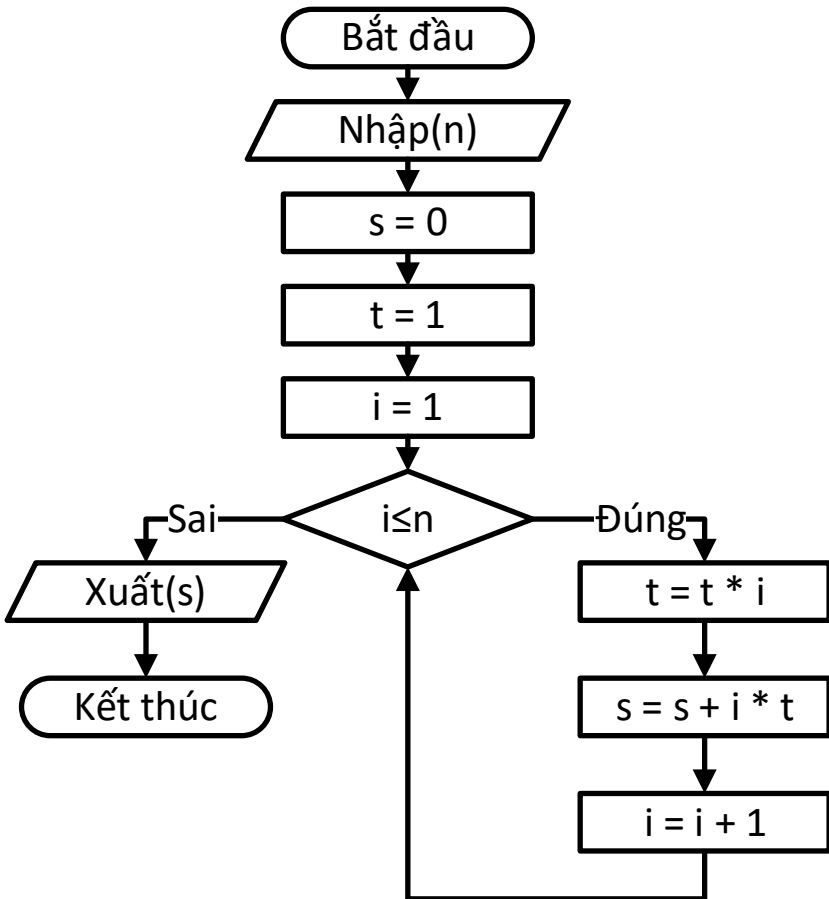 Bắt đầu
Nhập(n)
s = 0
t = 1
i = 1
i≤n
Sai
Đúng
Xuất(s)
Kết thúc
t = t * i
s = s + i * t
i = i + 1